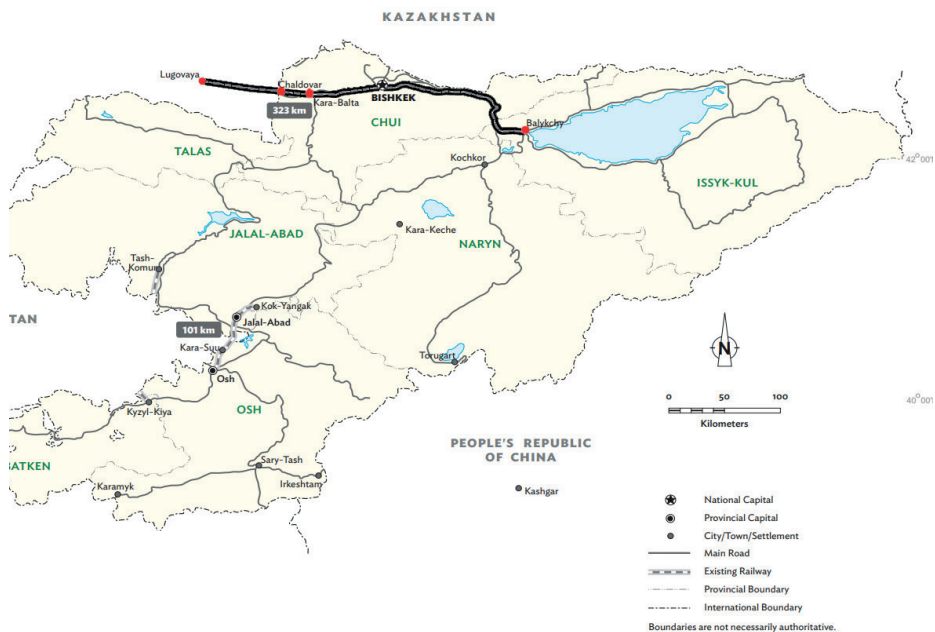 KAZAKHSTAN
Lugovaya
Chaldovar
Kara-Balta
BISHKEK
323 km
CHUI
Balykchy
TALAS
Kochkor
42°00'I
ISSYK-KUL
JALAL-ABAD
Kara-Keche
NARYN
Tash-
Komur
Kok-Yangak
TAN
Jalal-Abad
101 km
Kara-Suu
Torugart
N
Osh
0 50 100
Kilometers
40°00'I
Kyzyl-Kiya
OSH
PEOPLE'S REPUBLIC
OF CHINA
BATKEN
Sary-Tash
Irkeshtam
Karamyk
Kashgar
National Capital
Provincial Capital
City/Town/Settlement
Main Road
Existing Railway
Provincial Boundary
International Boundary
Boundaries are not necessarily authoritative.